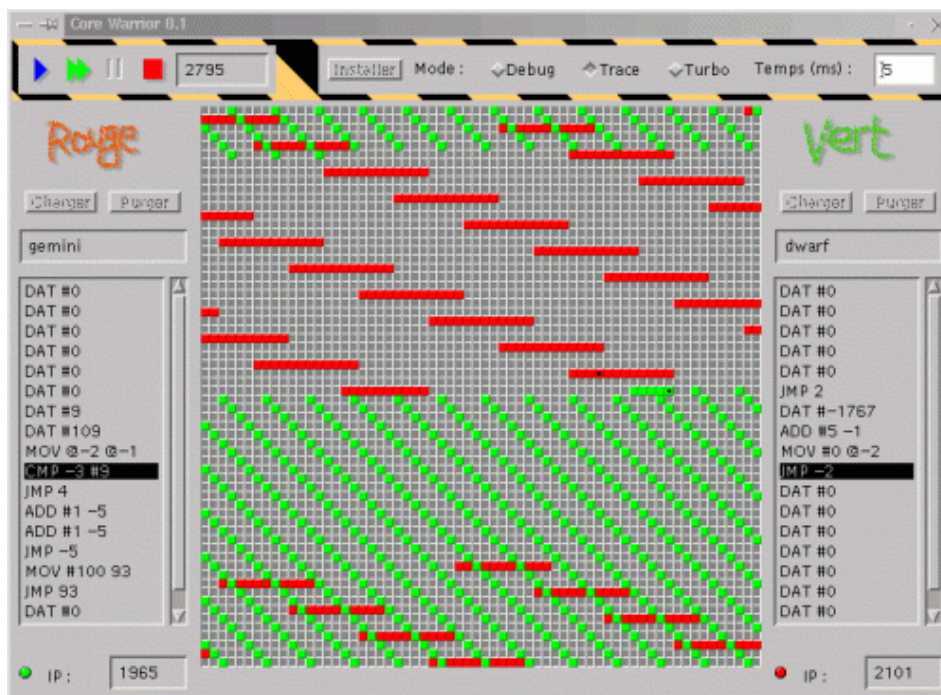 Core Warrior 0.1
2795
Installer Mode : Debug Trace Turbo Temps (ms) : 5
Rouge
Charger Purger
gemini
DAT #0
DAT #0
DAT #0
DAT #0
DAT #0
DAT #0
DAT #9
DAT #109
MOV @-2 @-1
CMP -3 #9
JMP 4
ADD #1 -5
ADD #1 -5
JMP -5
MOV #100 93
JMP 93
DAT #0
IP : 1965
Vert
Charger Purger
dwarf
DAT #0
DAT #0
DAT #0
DAT #0
DAT #0
JMP 2
DAT #-1767
ADD #5 -1
MOV #0 @-2
JMP -2
DAT #0
DAT #0
DAT #0
DAT #0
DAT #0
DAT #0
DAT #0
IP : 2101